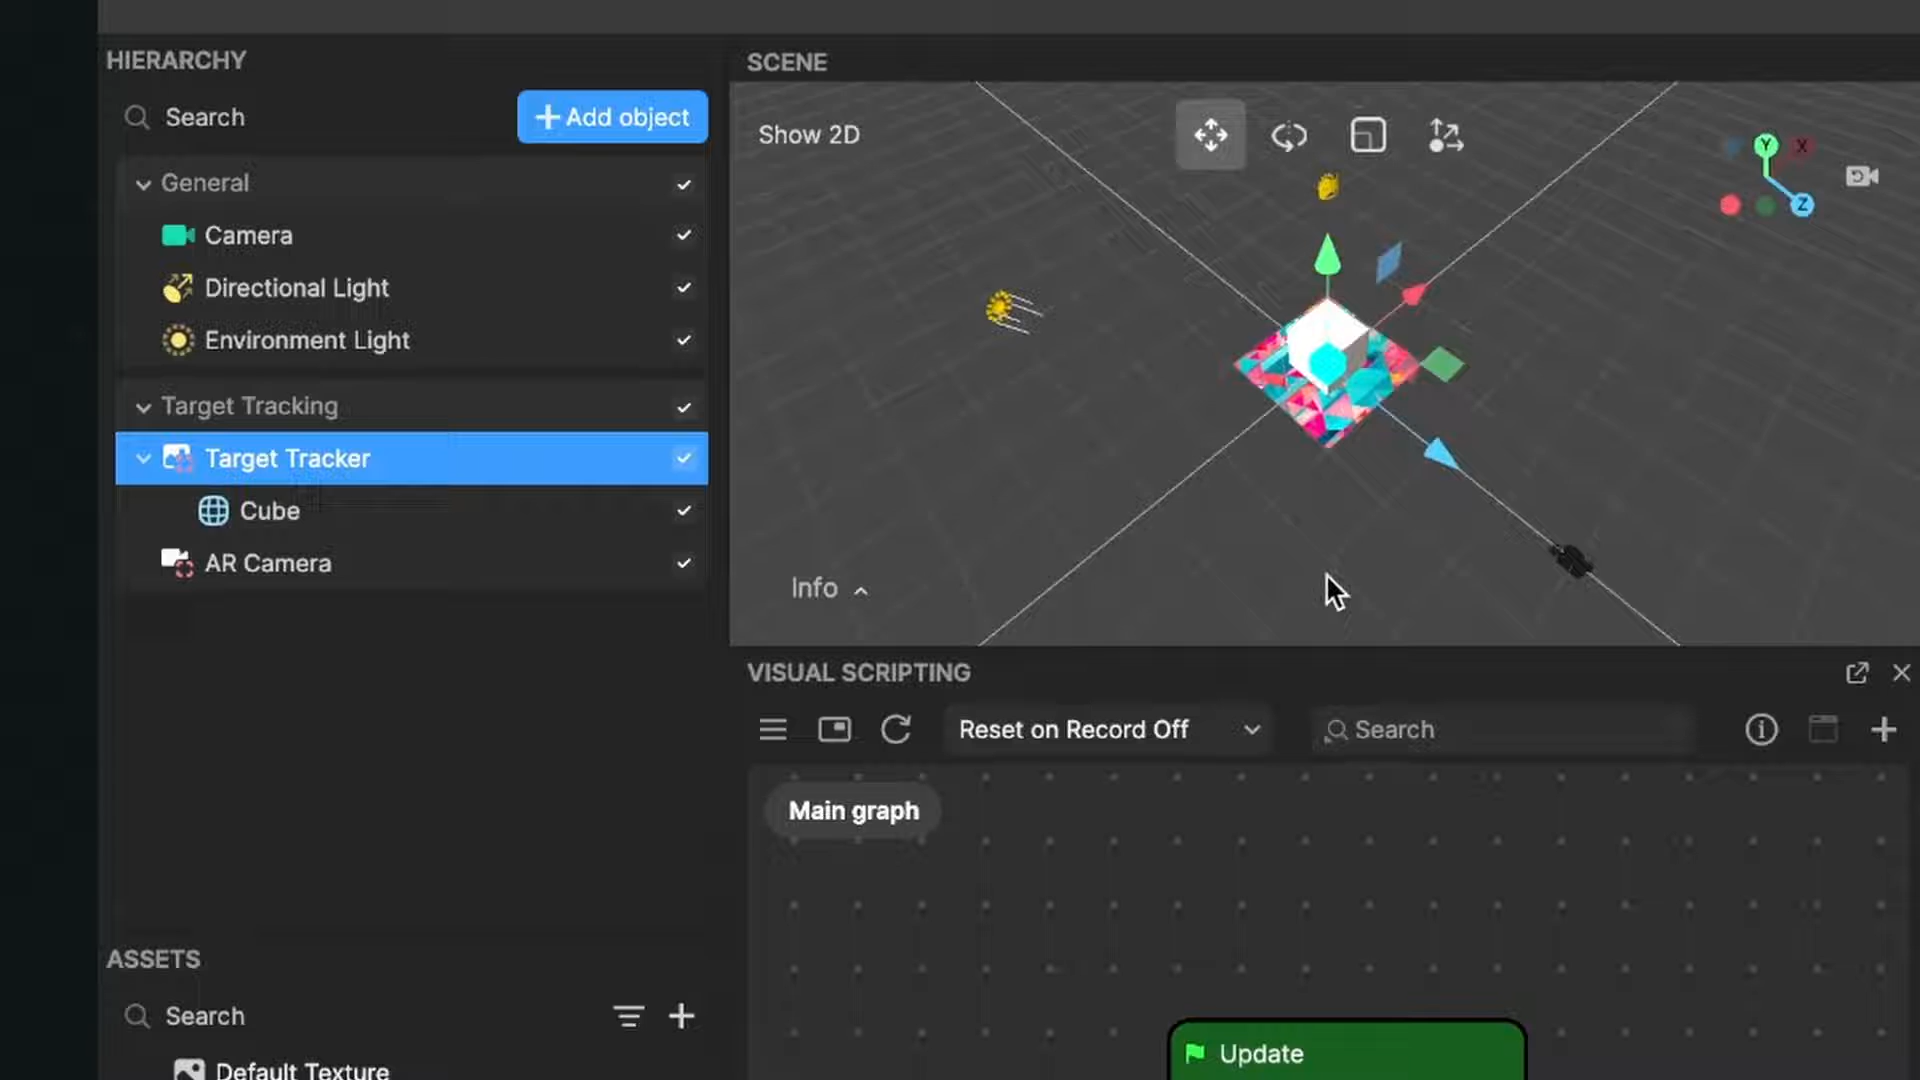 HIERARCHY
Search
+ Add object
General
Camera
Directional Light
Environment Light
Target Tracking
Target Tracker
Cube
AR Camera
ASSETS
Search
Default Texture
SCENE
Show 2D
Y
X
Z
Info
VISUAL SCRIPTING
Reset on Record Off
Search
Main graph
Update